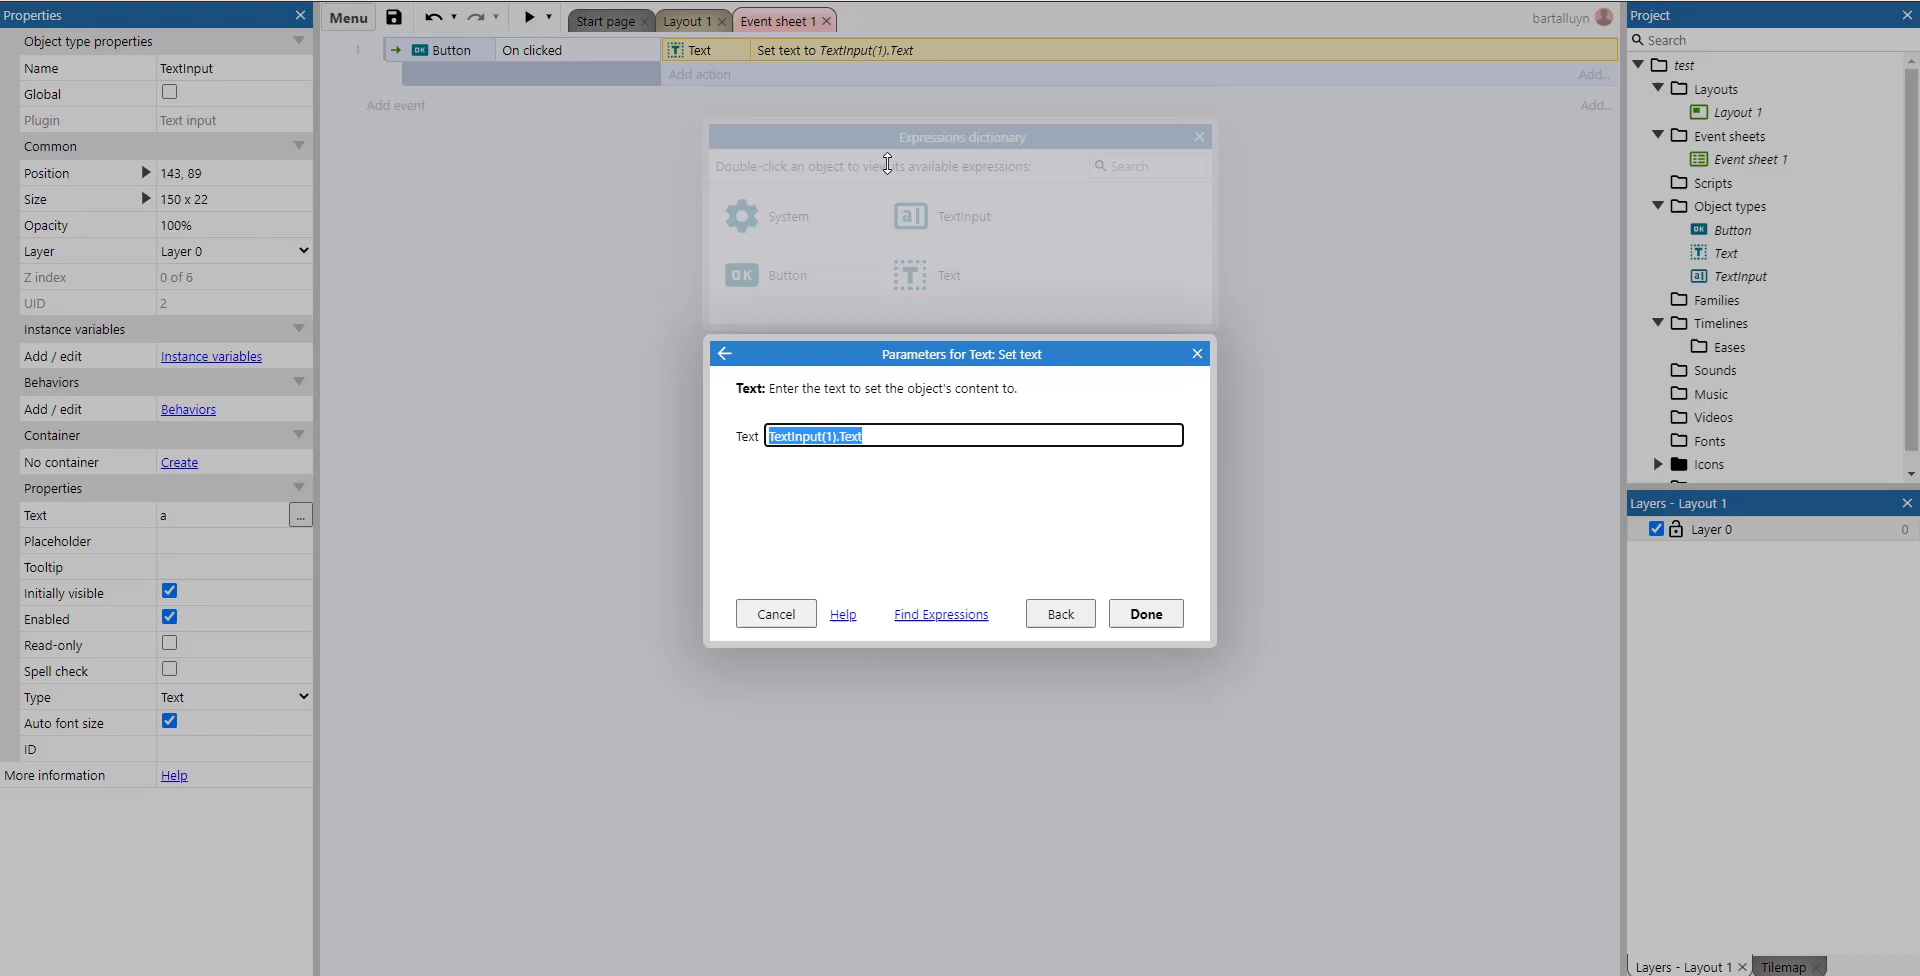 Properties
Object type properties
Name TextInput
Global
Plugin Text input
Common
Position 143, 89
Size 150 x 22
Opacity 100%
Layer Layer 0
Z index 0 of 6
UID 2
Instance variables
Add / edit Instance variables
Behaviors
Add / edit Behaviors
Container
No container Create
Properties
Text a ...
Placeholder
Tooltip
Initially visible
Enabled
Read-only
Spell check
Type Text
Auto font size
ID
More information Help
Menu Start page Layout 1 Event sheet 1 bartalluyn
1 OK Button On clicked T Text Set text to TextInput(1).Text
Add action Add...
Add event Add...
Expressions dictionary
Double-click an object to view its available expressions: Search
System aI TextInput
OK Button T Text
Parameters for Text: Set text
Text: Enter the text to set the object's content to.
Text TextInput(1).Text
Cancel Help Find Expressions Back Done
Project
Search
test
Layouts
Layout 1
Event sheets
Event sheet 1
Scripts
Object types
OK Button
T Text
aI TextInput
Families
Timelines
Eases
Sounds
Music
Videos
Fonts
Icons
Layers - Layout 1
Layer 0 0
Layers - Layout 1 Tilemap